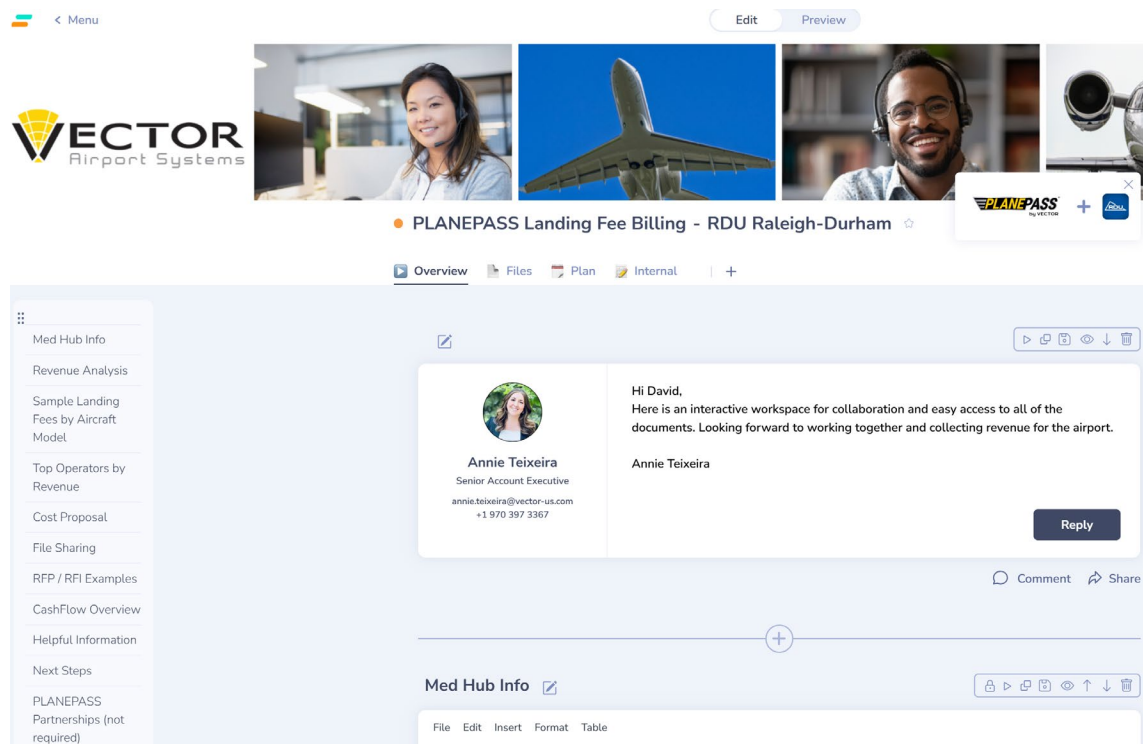 Menu
Edit
Preview
VECTOR
Airport Systems
PLANEPASS
by VECTOR
RDU
PLANEPASS Landing Fee Billing - RDU Raleigh-Durham
Overview
Files
Plan
Internal
Med Hub Info
Revenue Analysis
Sample Landing
Fees by Aircraft
Model
Top Operators by
Revenue
Cost Proposal
File Sharing
RFP / RFI Examples
CashFlow Overview
Helpful Information
Next Steps
PLANEPASS
Partnerships (not
required)
Annie Teixeira
Senior Account Executive
annie.teixeira@vector-us.com
+1 970 397 3367
Hi David,
Here is an interactive workspace for collaboration and easy access to all of the
documents. Looking forward to working together and collecting revenue for the airport.
Annie Teixeira
Reply
Comment
Share
Med Hub Info
File Edit Insert Format Table